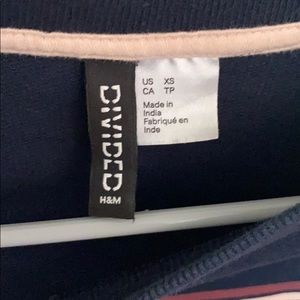 DIVIDED
H&M
US XS
CA TP
Made in
India
Fabriqué en
Inde